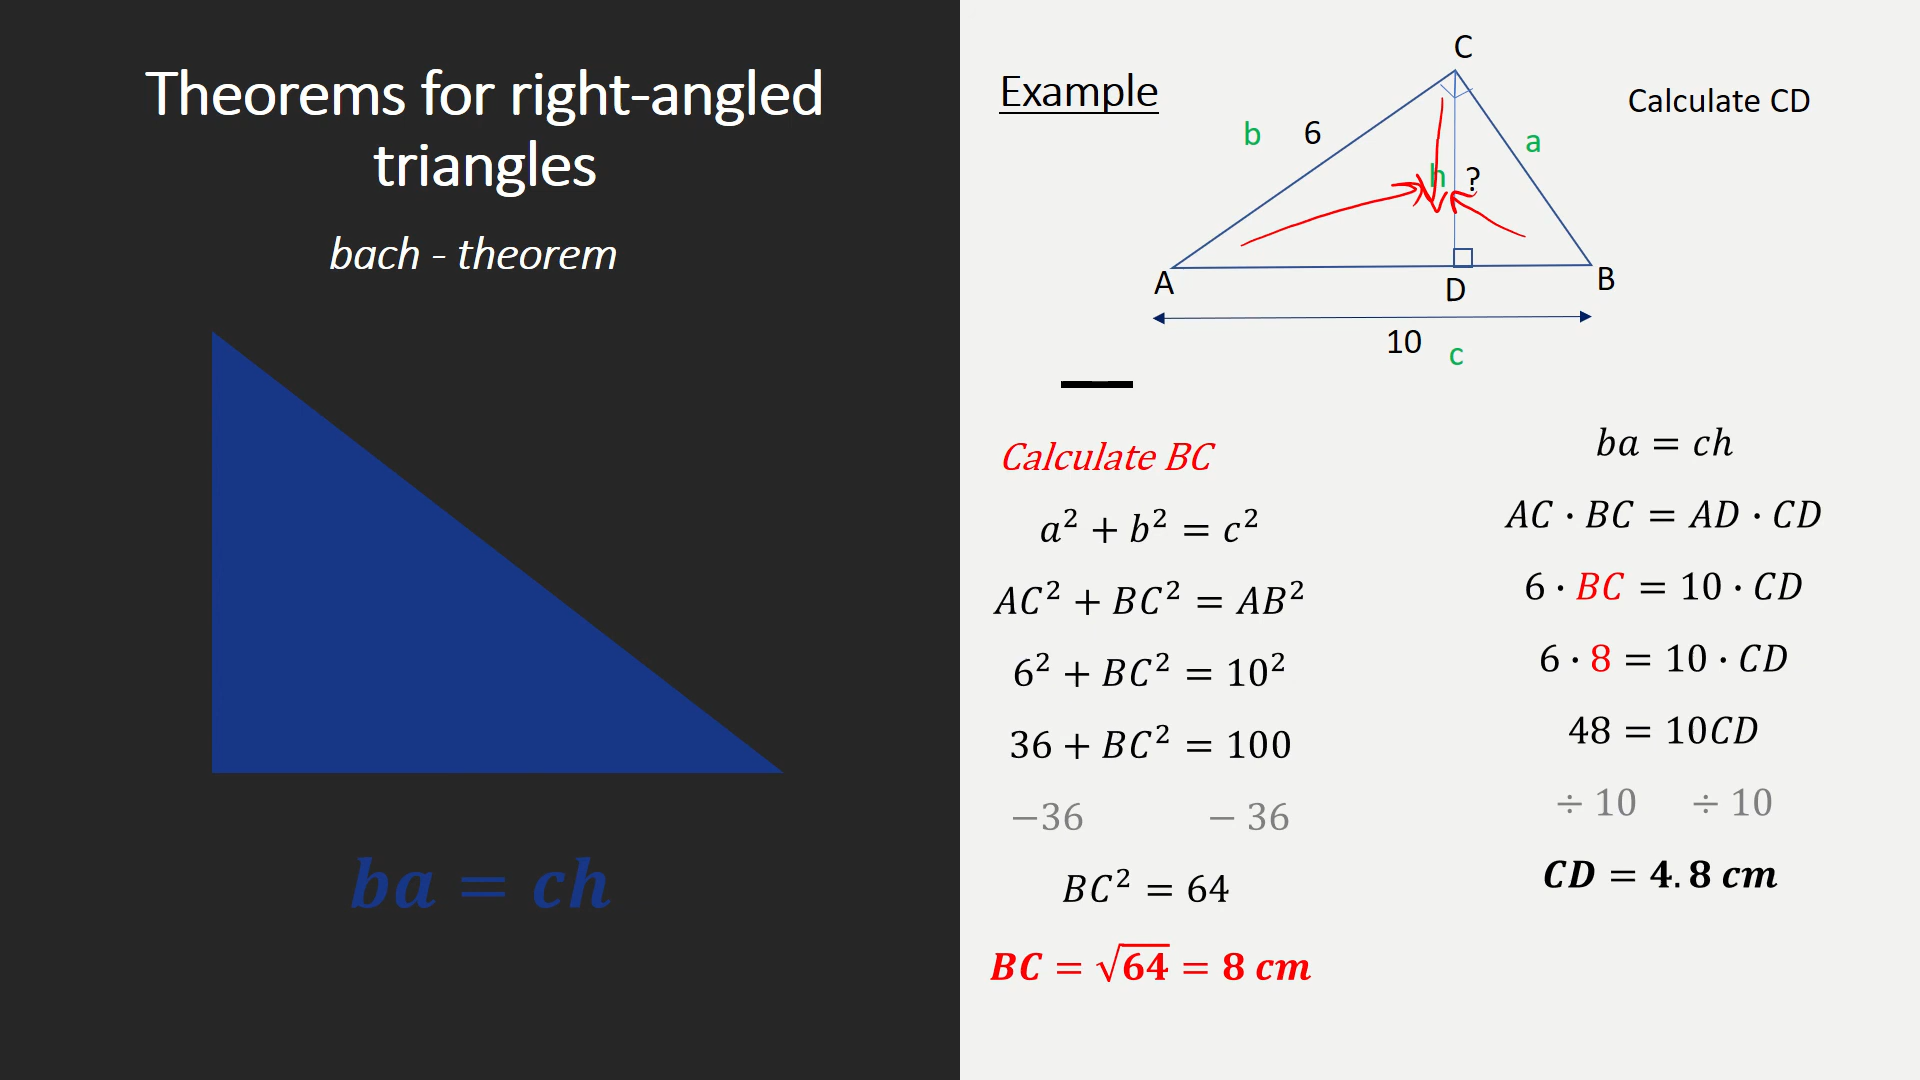 Theorems for right-angled
triangles
bach - theorem
ba = ch
Example
Calculate CD
C
b 6
a
h ?
A
D
B
10 c
Calculate BC
a² + b² = c²
AC² + BC² = AB²
6² + BC² = 10²
36 + BC² = 100
−36 − 36
BC² = 64
BC = √64 = 8 cm
ba = ch
AC · BC = AD · CD
6 · BC = 10 · CD
6 · 8 = 10 · CD
48 = 10CD
÷ 10 ÷ 10
CD = 4.8 cm